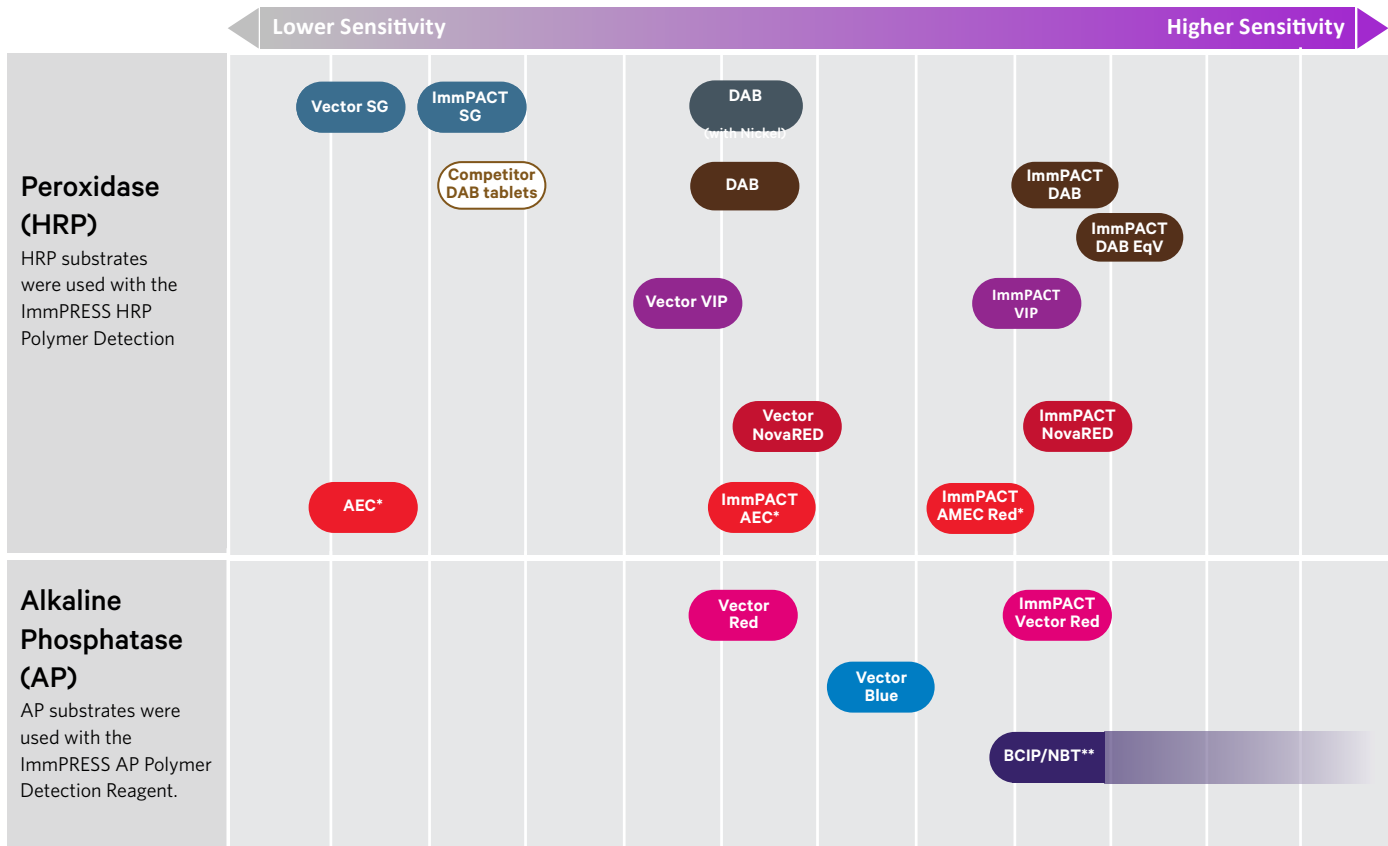 Lower Sensitivity
Higher Sensitivity
Peroxidase
(HRP)
HRP substrates
were used with the
ImmPRESS HRP
Polymer Detection
Vector SG
ImmPACT
SG
DAB
(with Nickel)
Competitor
DAB tablets
DAB
ImmPACT
DAB
ImmPACT
DAB EqV
Vector VIP
ImmPACT
VIP
Vector
NovaRED
ImmPACT
NovaRED
AEC*
ImmPACT
AEC*
ImmPACT
AMEC Red*
Alkaline
Phosphatase
(AP)
AP substrates were
used with the
ImmPRESS AP Polymer
Detection Reagent.
Vector
Red
ImmPACT
Vector Red
Vector
Blue
BCIP/NBT**